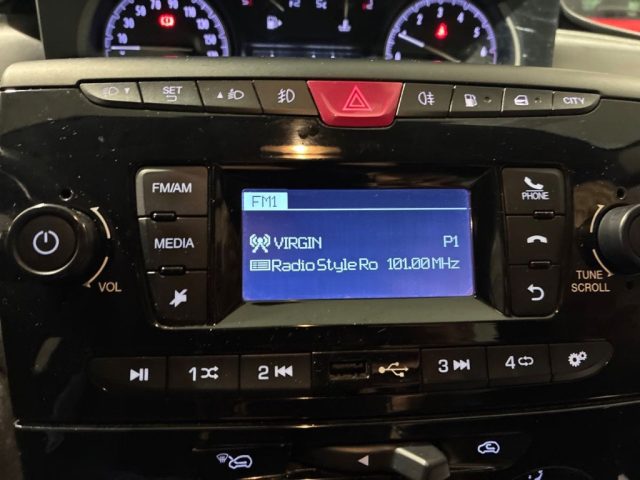 SET
CITY
FM/AM
FM1
PHONE
MEDIA
VIRGIN P1
Radio Style Ro 101.00 MHz
VOL
TUNE
SCROLL
1 2 3 4